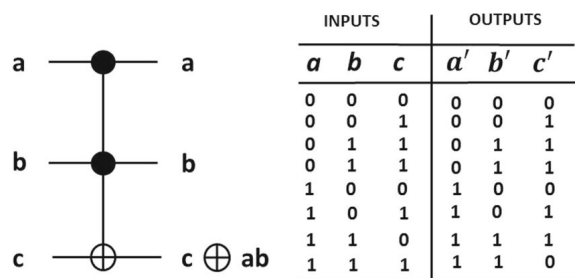 INPUTS OUTPUTS
a b c a′ b′ c′
0 0 0 0 0 0
0 0 1 0 0 1
0 1 1 0 1 1
0 1 1 0 1 1
1 0 0 1 0 0
1 0 1 1 0 1
1 1 0 1 1 1
1 1 1 1 1 0
a a
b b
c c ⊕ ab